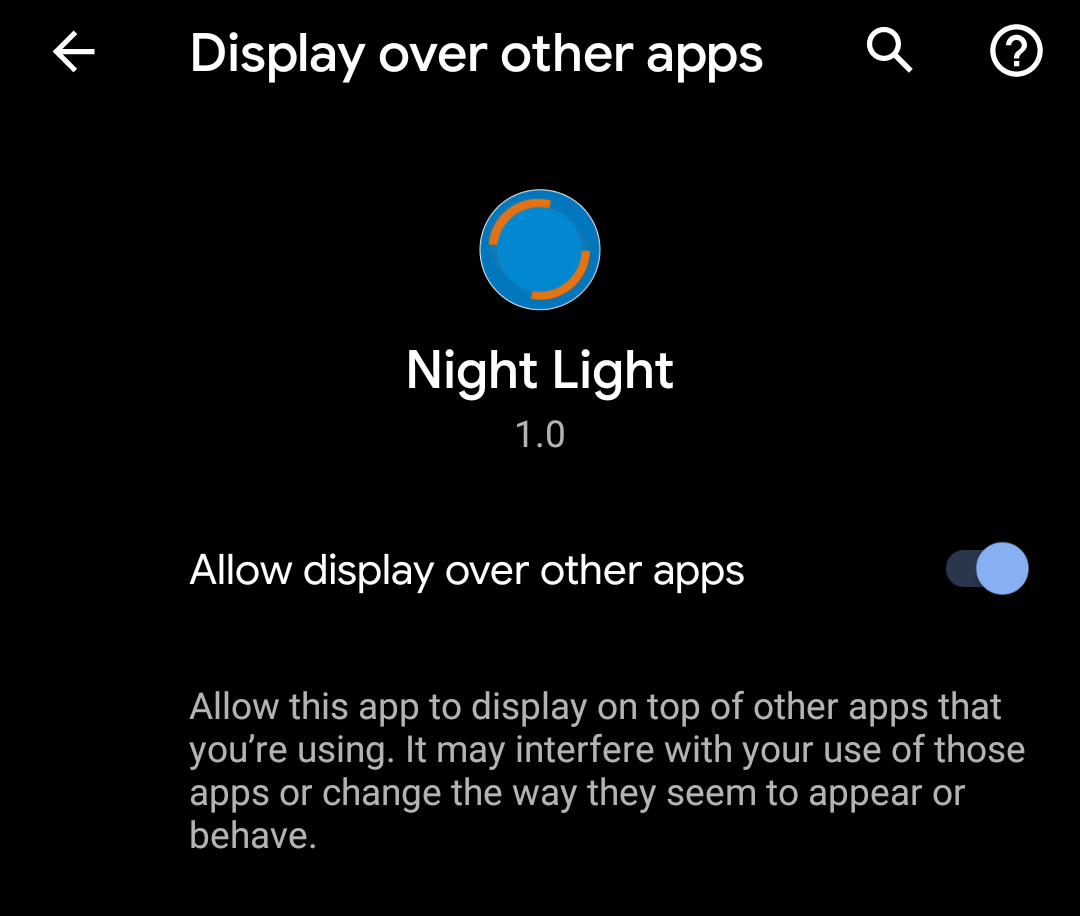 Display over other apps
Night Light
1.0
Allow display over other apps
Allow this app to display on top of other apps that
you’re using. It may interfere with your use of those
apps or change the way they seem to appear or
behave.